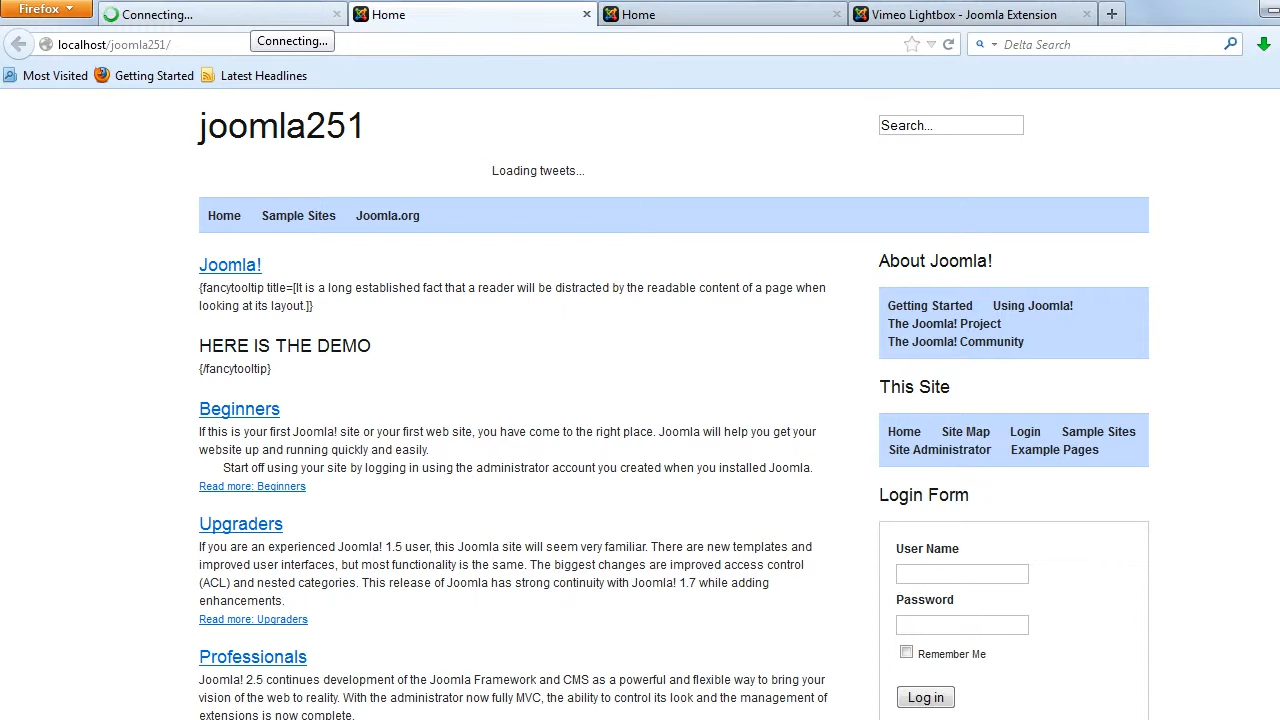 Firefox
Connecting...
Home
Home
Vimeo Lightbox - Joomla Extension
localhost/joomla251/
Connecting...
Delta Search
Most Visited
Getting Started
Latest Headlines
joomla251
Search...
Loading tweets...
Home Sample Sites Joomla.org
Joomla!
{fancytooltip title=[It is a long established fact that a reader will be distracted by the readable content of a page when
looking at its layout.]}
HERE IS THE DEMO
{/fancytooltip}
Beginners
If this is your first Joomla! site or your first web site, you have come to the right place. Joomla will help you get your
website up and running quickly and easily.
Start off using your site by logging in using the administrator account you created when you installed Joomla.
Read more: Beginners
Upgraders
If you are an experienced Joomla! 1.5 user, this Joomla site will seem very familiar. There are new templates and
improved user interfaces, but most functionality is the same. The biggest changes are improved access control
(ACL) and nested categories. This release of Joomla has strong continuity with Joomla! 1.7 while adding
enhancements.
Read more: Upgraders
Professionals
Joomla! 2.5 continues development of the Joomla Framework and CMS as a powerful and flexible way to bring your
vision of the web to reality. With the administrator now fully MVC, the ability to control its look and the management of
extensions is now complete.
About Joomla!
Getting Started Using Joomla!
The Joomla! Project
The Joomla! Community
This Site
Home Site Map Login Sample Sites
Site Administrator Example Pages
Login Form
User Name
Password
Remember Me
Log in